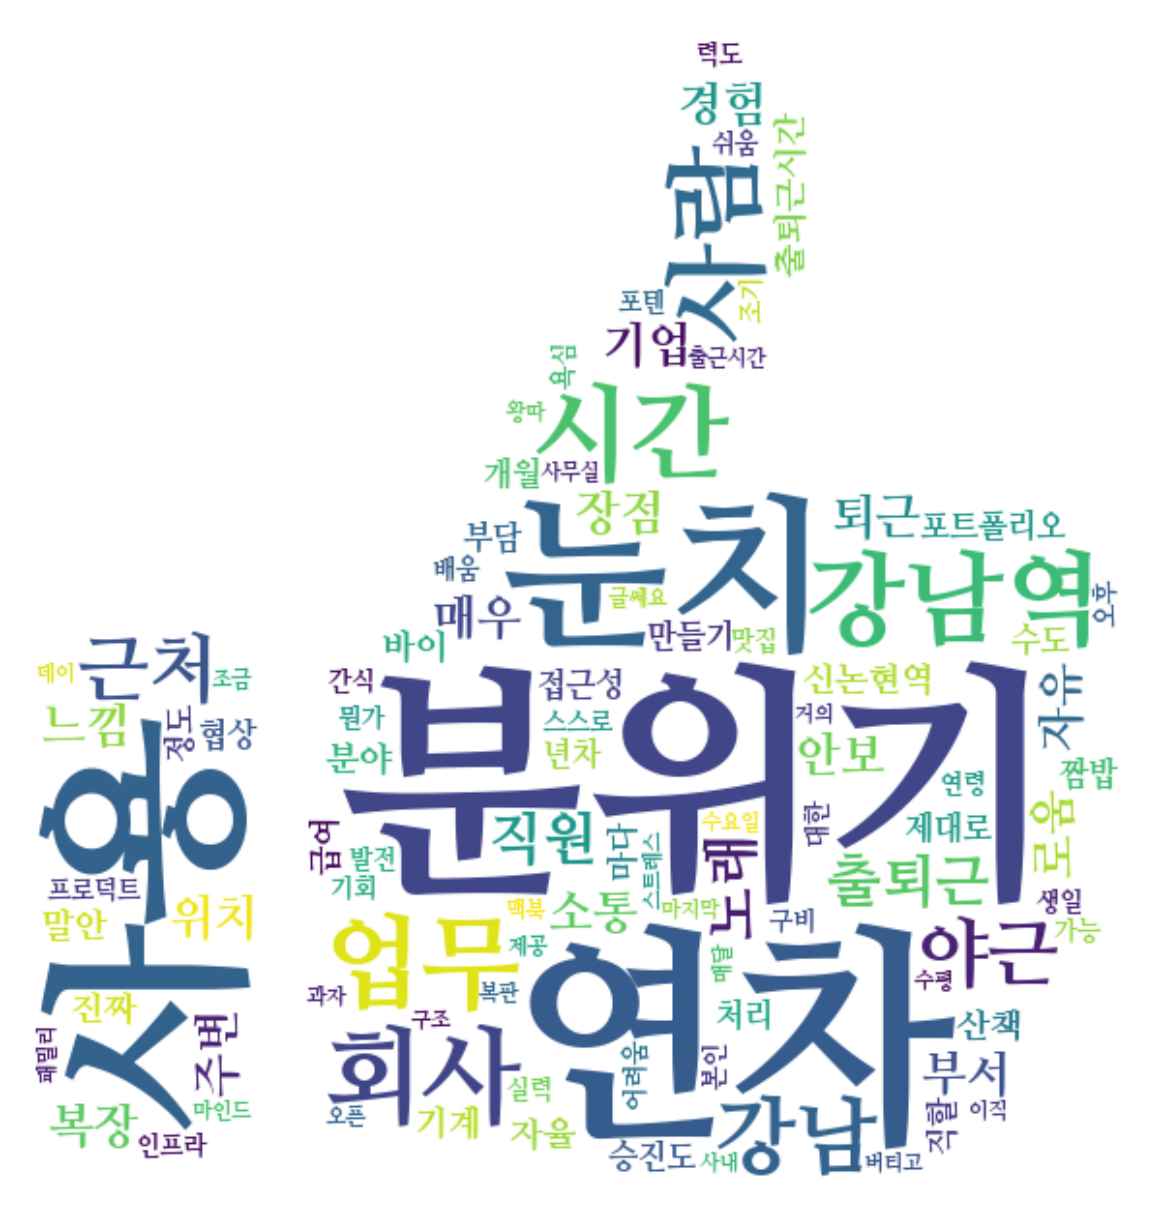 력도
경험
쉬움
사람
출퇴근시간
포텐
조기
기업
출근시간
욕심
시간
왕따
개월
사무실
장점
눈치
퇴근
포트폴리오
부담
배움
글쎄요
강남역
오후
매우
만들기
맛집
수도
바이
데이
근처
조금
간식
접근성
신논현역
자유
분위기
느낌
정도
협상
뭔가
스스로
거의
분야
년차
안보
짬밥
연령
사용
급여
직원
마다
수요일
대한
제대로
로움
발전
스트레스
노래
출퇴근
기회
프로덕트
말안
위치
맥북
소통
마지막
구비
생일
가능
업무
제공
연차
야근
수평
배달
과자
복판
진짜
처리
산책
구조
회사
패밀리
주변
어려움
본인
부서
실력
직할
이직
복장
마인드
오픈
기계
자율
강남
인프라
승진도
사내
버티고